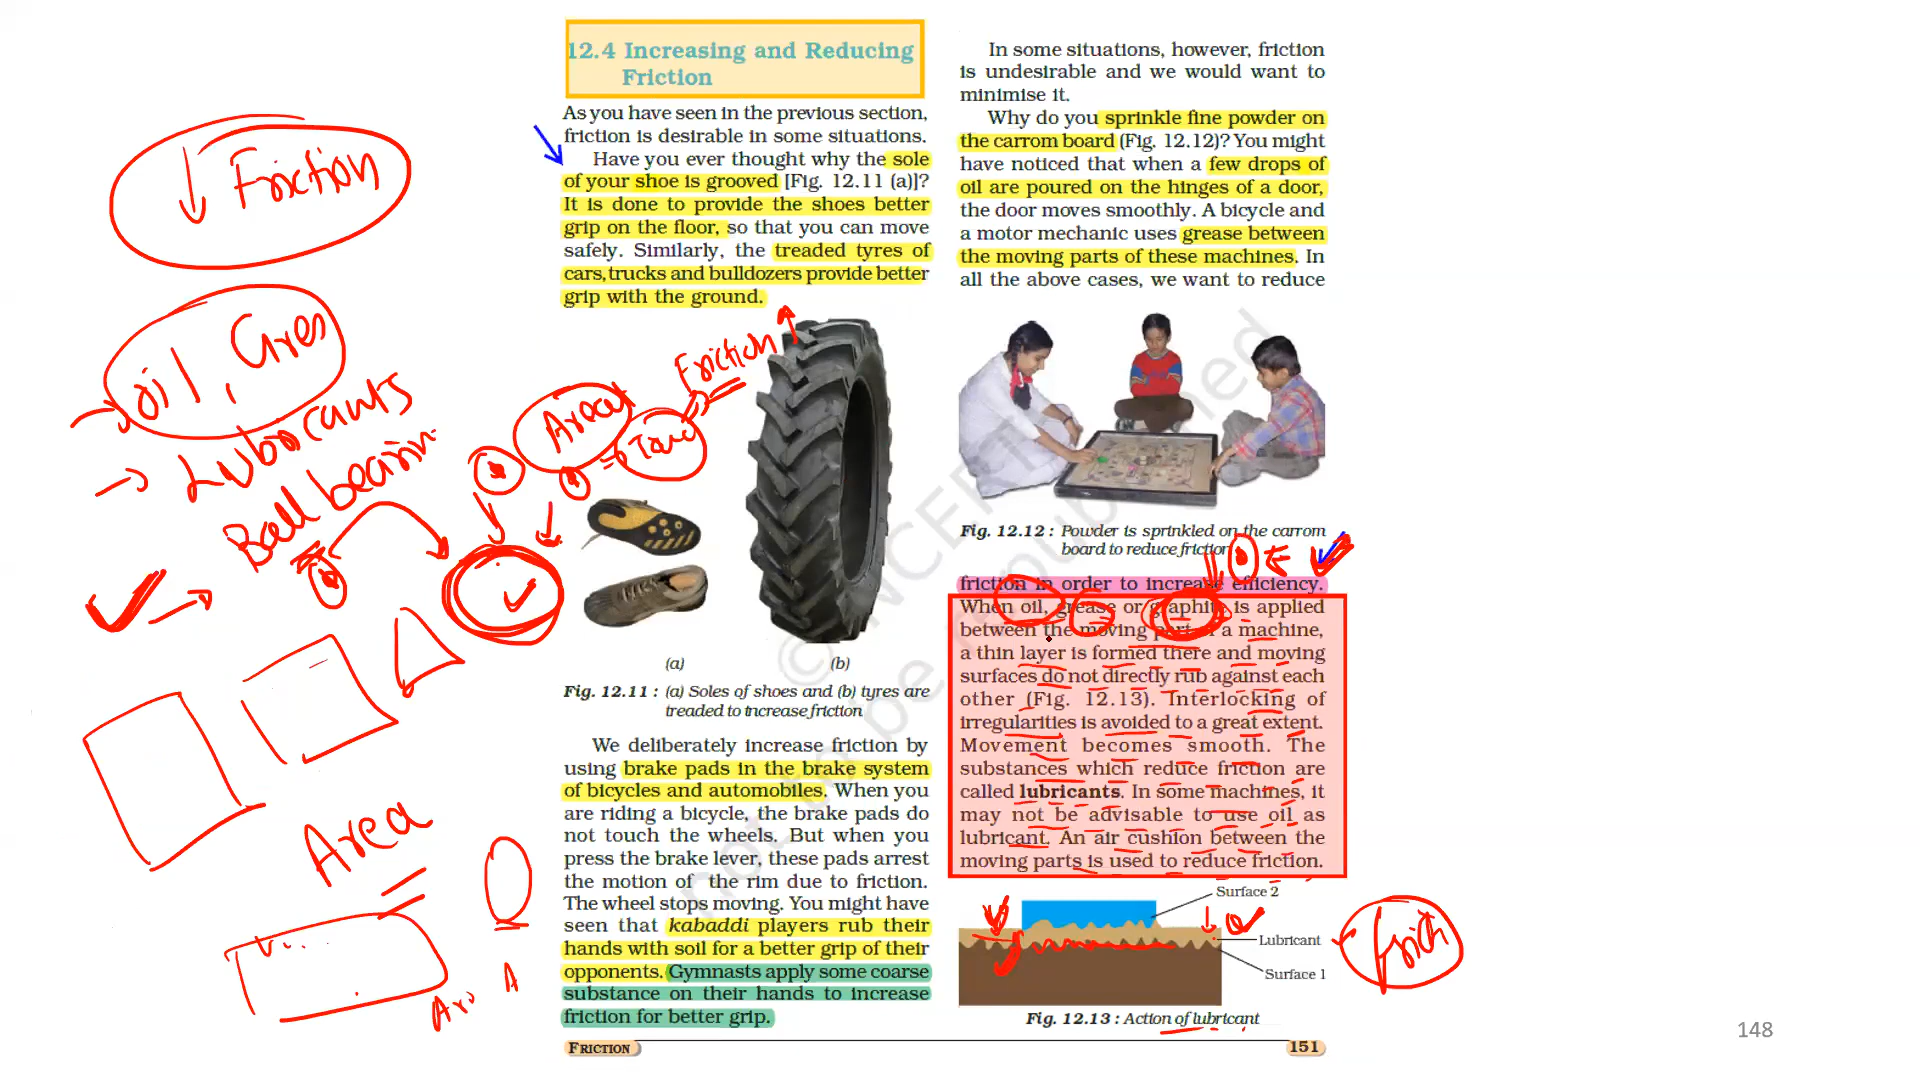 12.4 Increasing and Reducing
Friction
As you have seen in the previous section,
friction is desirable in some situations.
Have you ever thought why the sole
of your shoe is grooved [Fig. 12.11 (a)]?
It is done to provide the shoes better
grip on the floor, so that you can move
safely. Similarly, the treaded tyres of
cars, trucks and bulldozers provide better
grip with the ground.
(a)
(b)
Fig. 12.11 : (a) Soles of shoes and (b) tyres are
treaded to increase friction
We deliberately increase friction by
using brake pads in the brake system
of bicycles and automobiles. When you
are riding a bicycle, the brake pads do
not touch the wheels. But when you
press the brake lever, these pads arrest
the motion of the rim due to friction.
The wheel stops moving. You might have
seen that kabaddi players rub their
hands with soil for a better grip of their
opponents. Gymnasts apply some coarse
substance on their hands to increase
friction for better grip.
In some situations, however, friction
is undesirable and we would want to
minimise it.
Why do you sprinkle fine powder on
the carrom board (Fig. 12.12)? You might
have noticed that when a few drops of
oil are poured on the hinges of a door,
the door moves smoothly. A bicycle and
a motor mechanic uses grease between
the moving parts of these machines. In
all the above cases, we want to reduce
Fig. 12.12 : Powder is sprinkled on the carrom
board to reduce friction
friction in order to increase efficiency.
When oil, grease or graphite is applied
between the moving part of a machine,
a thin layer is formed there and moving
surfaces do not directly rub against each
other (Fig. 12.13). Interlocking of
irregularities is avoided to a great extent.
Movement becomes smooth. The
substances which reduce friction are
called lubricants. In some machines, it
may not be advisable to use oil as
lubricant. An air cushion between the
moving parts is used to reduce friction.
Surface 2
Lubricant
Surface 1
Fig. 12.13 : Action of lubricant
FRICTION
151
148
↓ Friction
oil,
→ Lubricants
→ Ball
Area
Friction ↑
Area
A
© NCERT
not to be republished